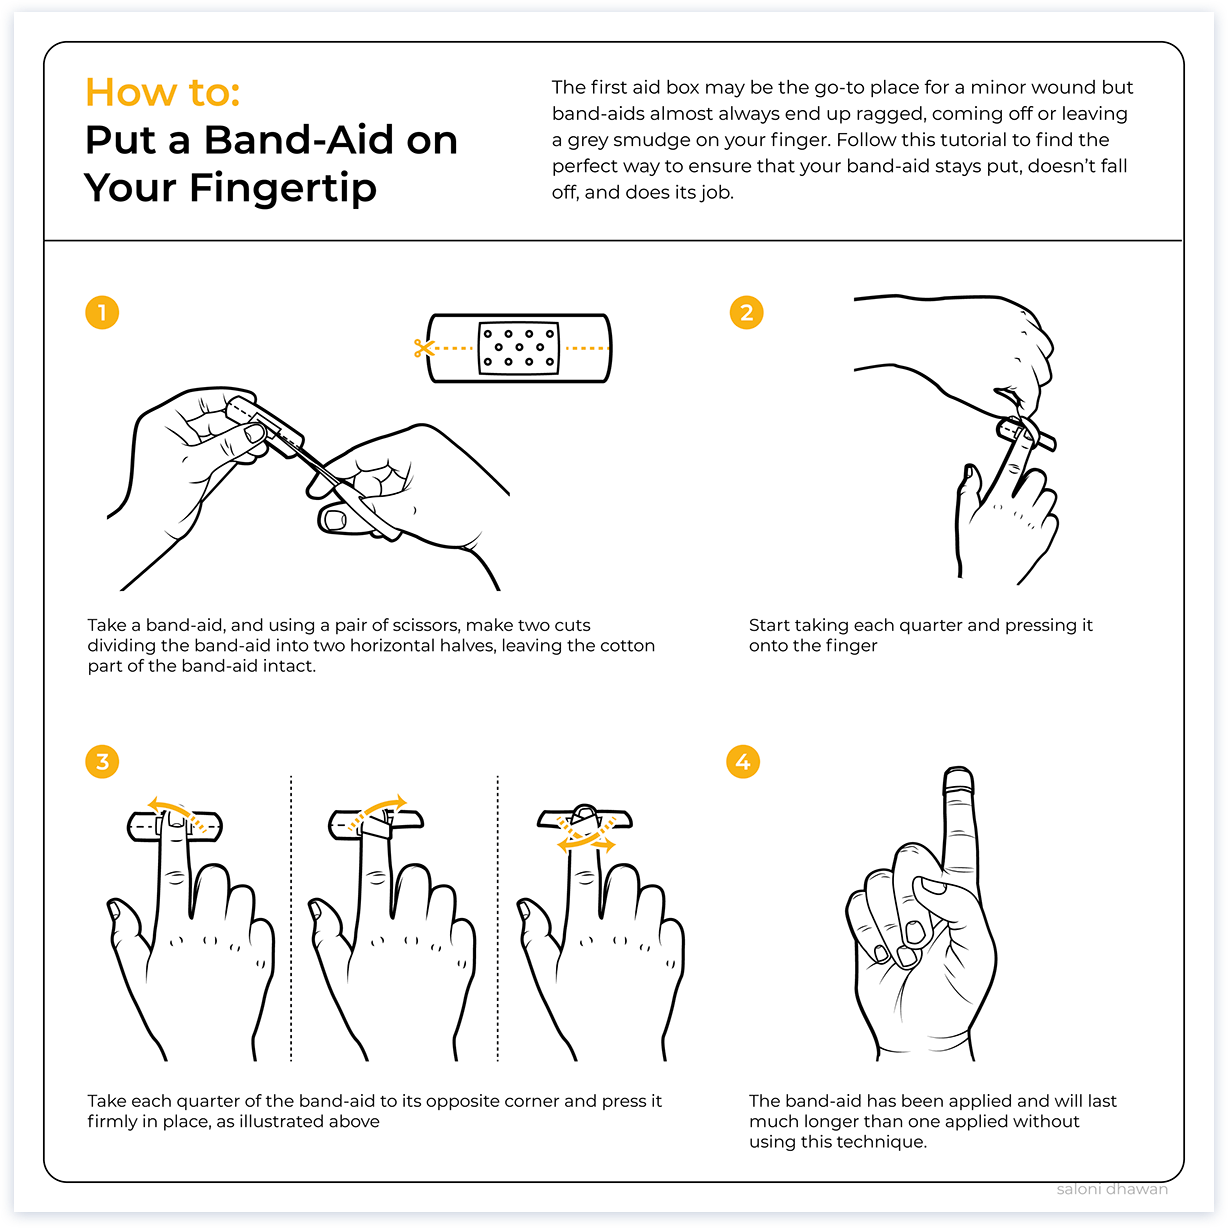 How to:
Put a Band-Aid on
Your Fingertip
The first aid box may be the go-to place for a minor wound but
band-aids almost always end up ragged, coming off or leaving
a grey smudge on your finger. Follow this tutorial to find the
perfect way to ensure that your band-aid stays put, doesn't fall
off, and does its job.
1
Take a band-aid, and using a pair of scissors, make two cuts
dividing the band-aid into two horizontal halves, leaving the cotton
part of the band-aid intact.
2
Start taking each quarter and pressing it
onto the finger
3
Take each quarter of the band-aid to its opposite corner and press it
firmly in place, as illustrated above
4
The band-aid has been applied and will last
much longer than one applied without
using this technique.
saloni dhawan